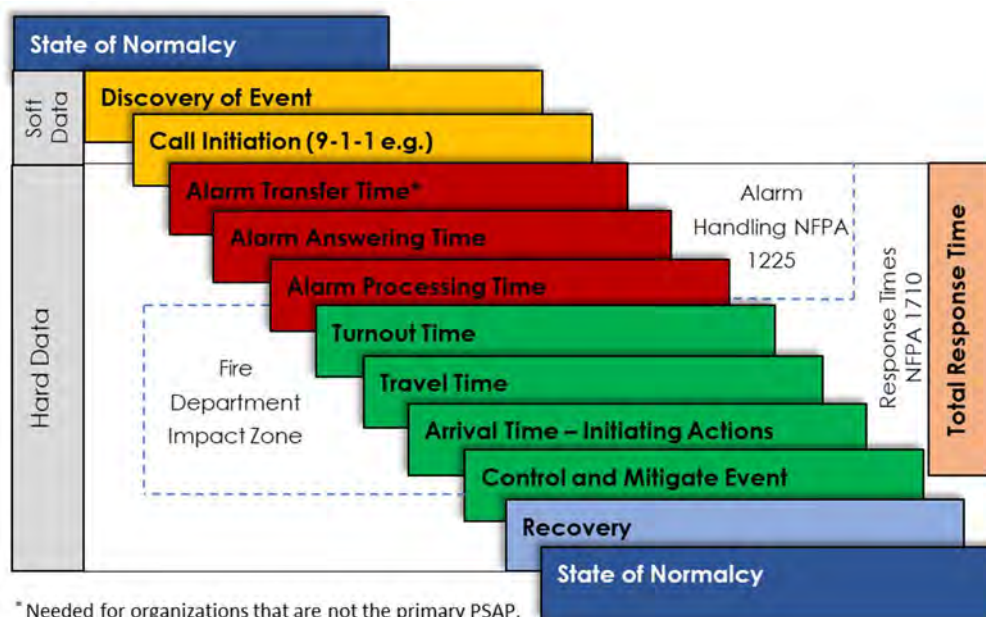 State of Normalcy
Soft
Data
Discovery of Event
Call Initiation (9-1-1 e.g.)
Hard Data
Alarm Transfer Time*
Alarm Answering Time
Alarm Processing Time
Alarm
Handling NFPA
1225
Response Times
NFPA 1710
Total Response Time
Fire
Department
Impact Zone
Turnout Time
Travel Time
Arrival Time – Initiating Actions
Control and Mitigate Event
Recovery
State of Normalcy
* Needed for organizations that are not the primary PSAP.